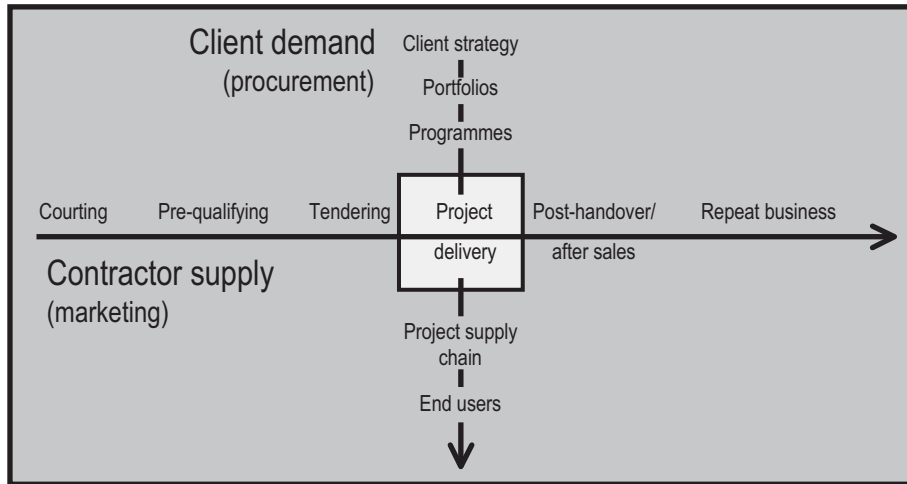 Client demand
(procurement)
Client strategy
Portfolios
Programmes
Courting
Pre-qualifying
Tendering
Project
delivery
Post-handover/
after sales
Repeat business
Contractor supply
(marketing)
Project supply
chain
End users